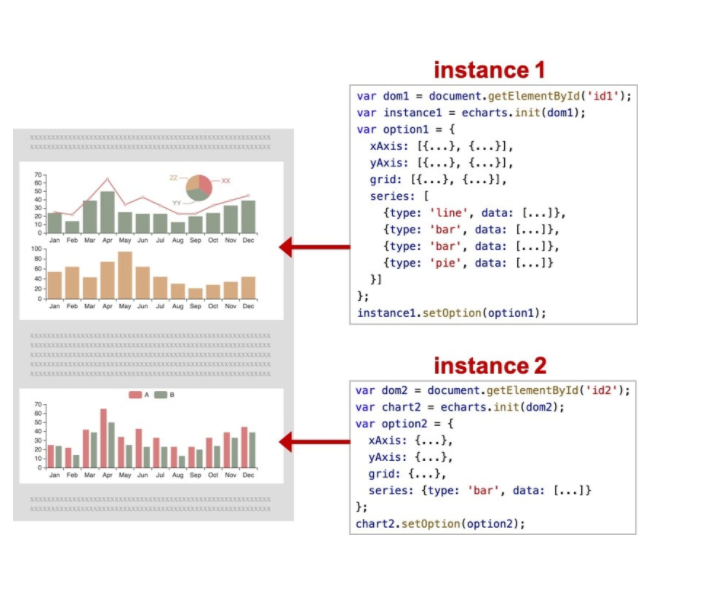 instance 1
var dom1 = document.getElementById('id1');
var instance1 = echarts.init(dom1);
var option1 = {
xAxis: [{...}, {...}],
yAxis: [{...}, {...}],
grid: [{...}, {...}],
series: [
{type: 'line', data: [...]},
{type: 'bar', data: [...]},
{type: 'bar', data: [...]},
{type: 'pie', data: [...]}
}]
};
instance1.setOption(option1);
ZZ
XX
YY
70
60
50
40
30
20
10
0
Jan Feb Mar Apr May Jun Jul Aug Sep Oct Nov Dec
100
80
60
40
20
0
Jan Feb Mar Apr May Jun Jul Aug Sep Oct Nov Dec
instance 2
var dom2 = document.getElementById('id2');
var chart2 = echarts.init(dom2);
var option2 = {
xAxis: {...},
yAxis: {...},
grid: {...},
series: {type: 'bar', data: [...]}
};
chart2.setOption(option2);
A B
70
60
50
40
30
20
10
0
Jan Feb Mar Apr May Jun Jul Aug Sep Oct Nov Dec